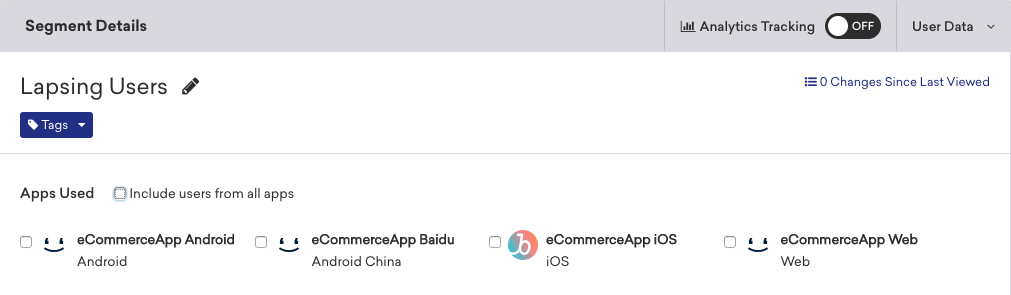 Segment Details
Analytics Tracking OFF User Data
Lapsing Users
0 Changes Since Last Viewed
Tags
Apps Used Include users from all apps
eCommerceApp Android eCommerceApp Baidu eCommerceApp iOS eCommerceApp Web
Android Android China iOS Web